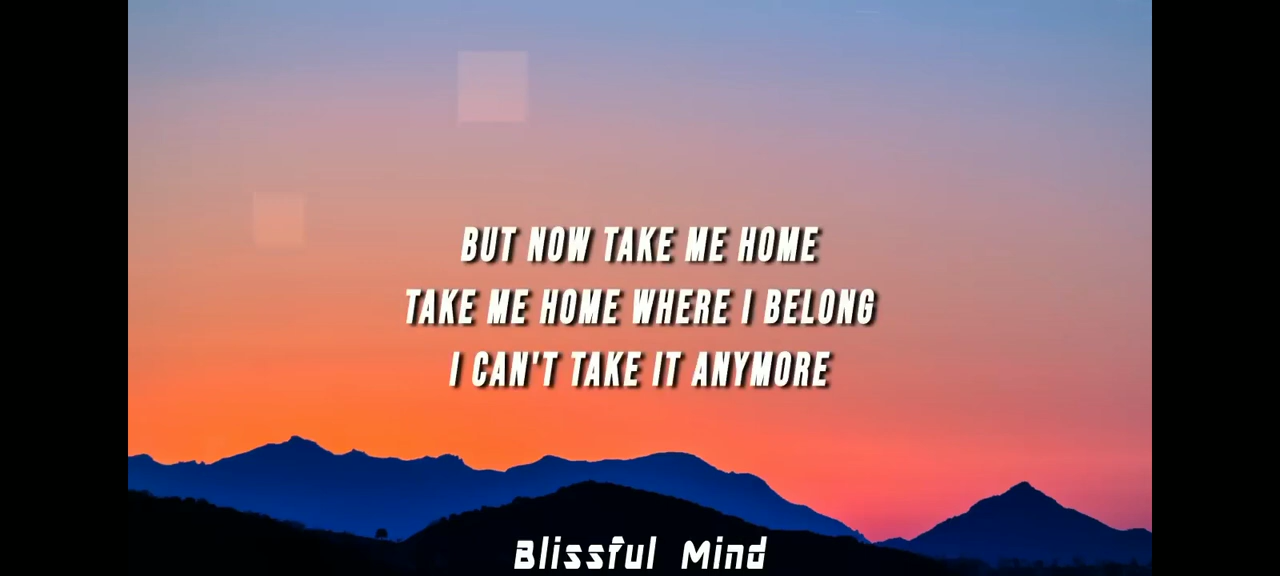 BUT NOW TAKE ME HOME
TAKE ME HOME WHERE I BELONG
I CAN'T TAKE IT ANYMORE
Blissful Mind